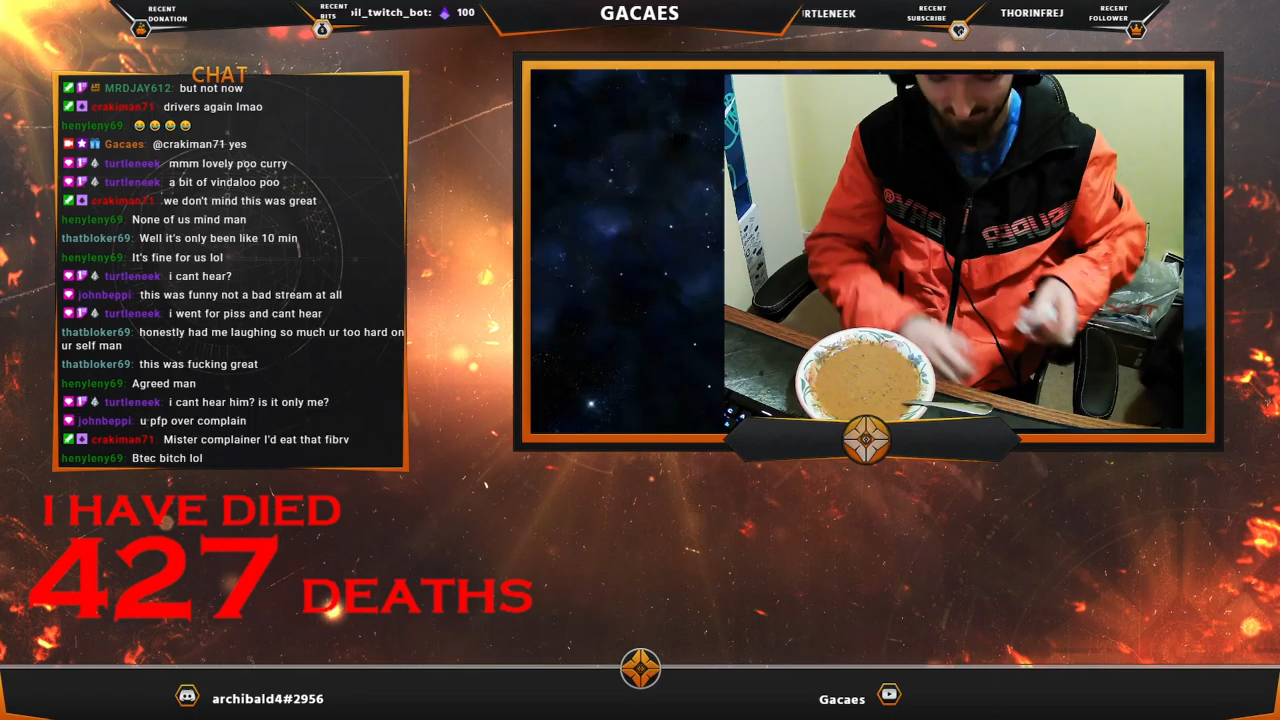 RECENT DONATION
RECENT BITS
oil_twitch_bot: 100
GACAES
RTLENEEK
RECENT SUBSCRIBE
THORINFREJ
RECENT FOLLOWER
CHAT
MRDJAY612: but not now
crakiman71: drivers again lmao
henyleny69:
Gacaes: @crakiman71 yes
turtleneek: mmm lovely poo curry
turtleneek: a bit of vindaloo poo
crakiman71: we don't mind this was great
henyleny69: None of us mind man
thatbloker69: Well it's only been like 10 min
henyleny69: It's fine for us lol
turtleneek: i cant hear?
johnbeppi: this was funny not a bad stream at all
turtleneek: i went for piss and cant hear
thatbloker69: honestly had me laughing so much ur too hard on
ur self man
thatbloker69: this was fucking great
henyleny69: Agreed man
turtleneek: i cant hear him? is it only me?
johnbeppi: u pfp over complain
crakiman71: Mister complainer I'd eat that fibrv
henyleny69: Btec bitch lol
I HAVE DIED
427 DEATHS
archibald4#2956
Gacaes